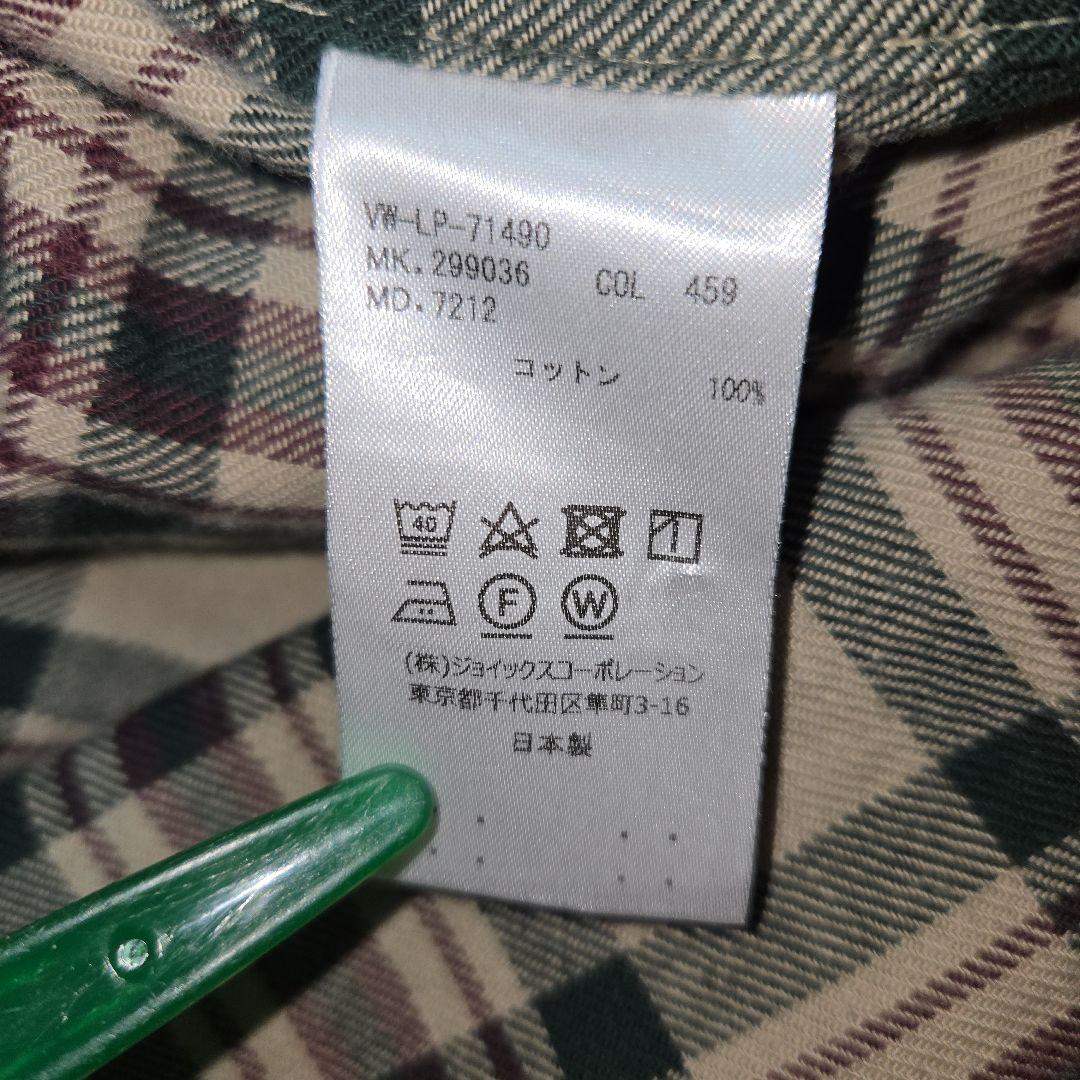 VW-LP-71490
MK.299036 COL 459
MD.7212
コットン 100%
40
F W
(株)ジョイックスコーポレーション
東京都千代田区隼町3-16
日本製